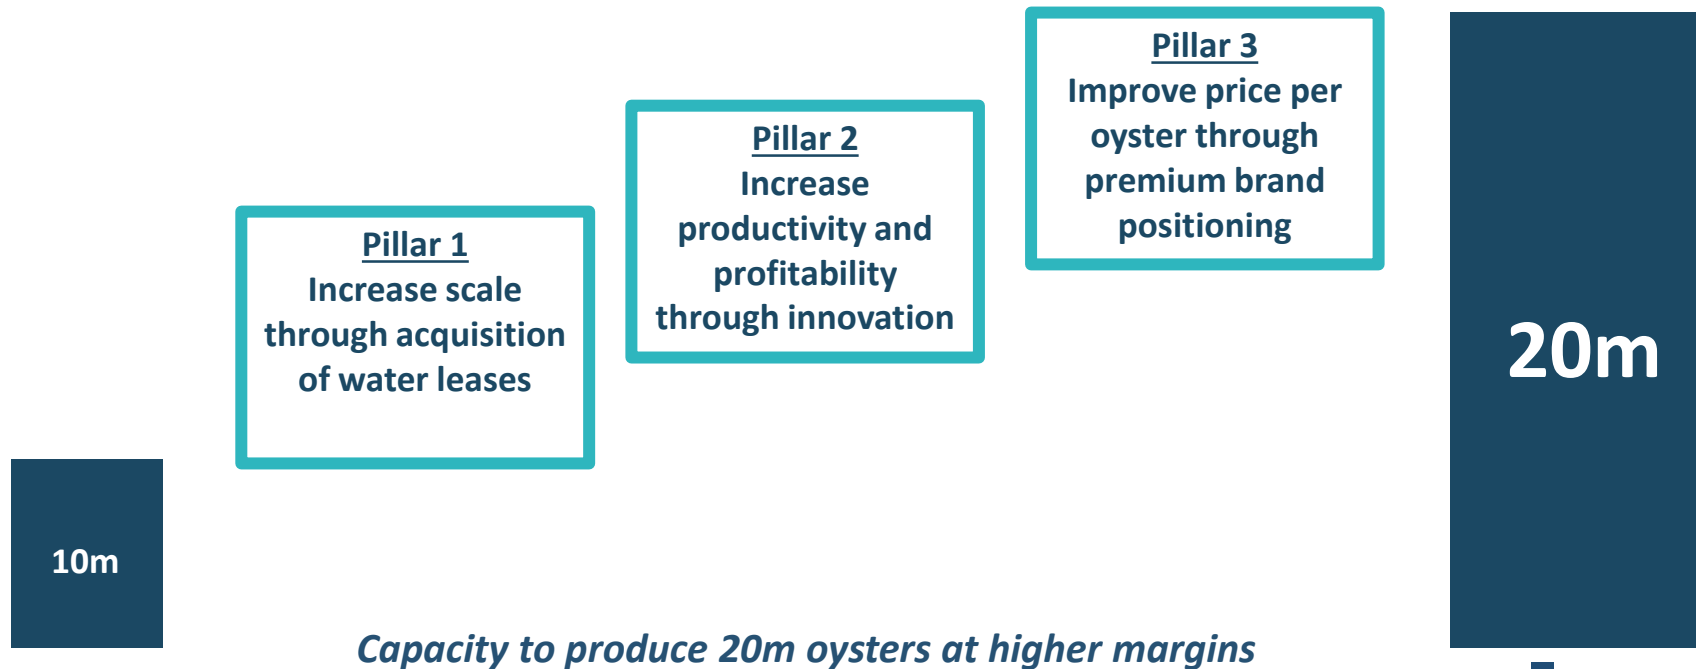 Pillar 3
Improve price per
oyster through
premium brand
positioning
Pillar 2
Increase
productivity and
profitability
through innovation
Pillar 1
Increase scale
through acquisition
of water leases
20m
10m
Capacity to produce 20m oysters at higher margins